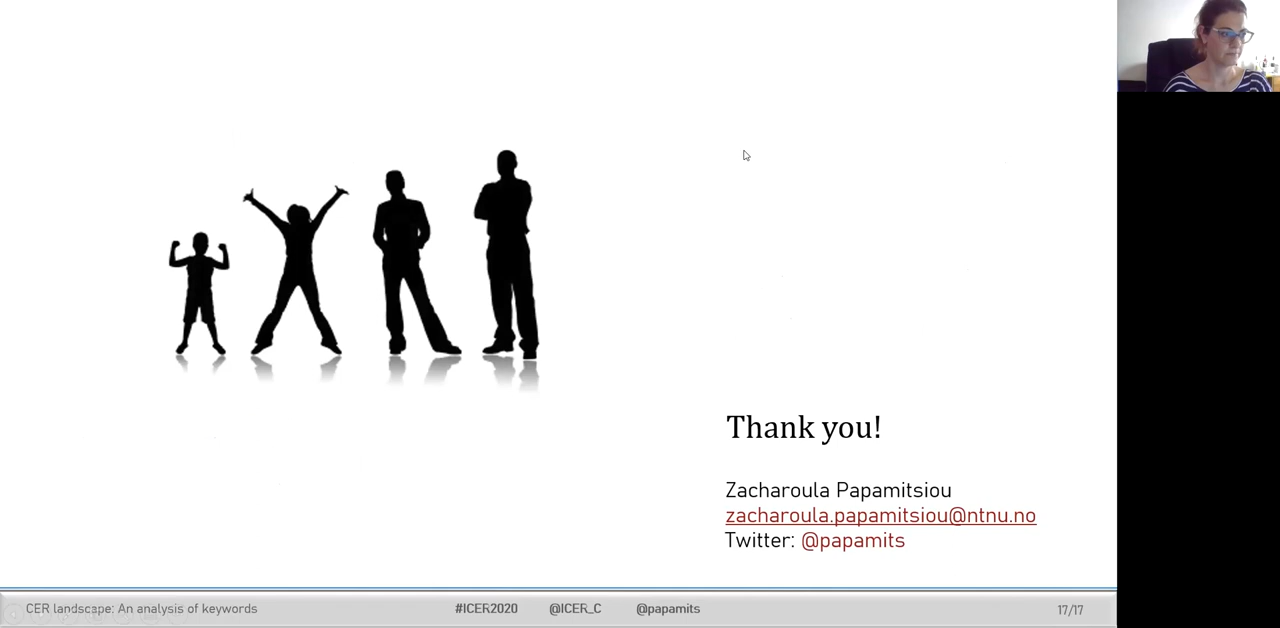 Thank you!
Zacharoula Papamitsiou
zacharoula.papamitsiou@ntnu.no
Twitter: @papamits
CER landscape: An analysis of keywords
#ICER2020
@ICER_C
@papamits
17/17